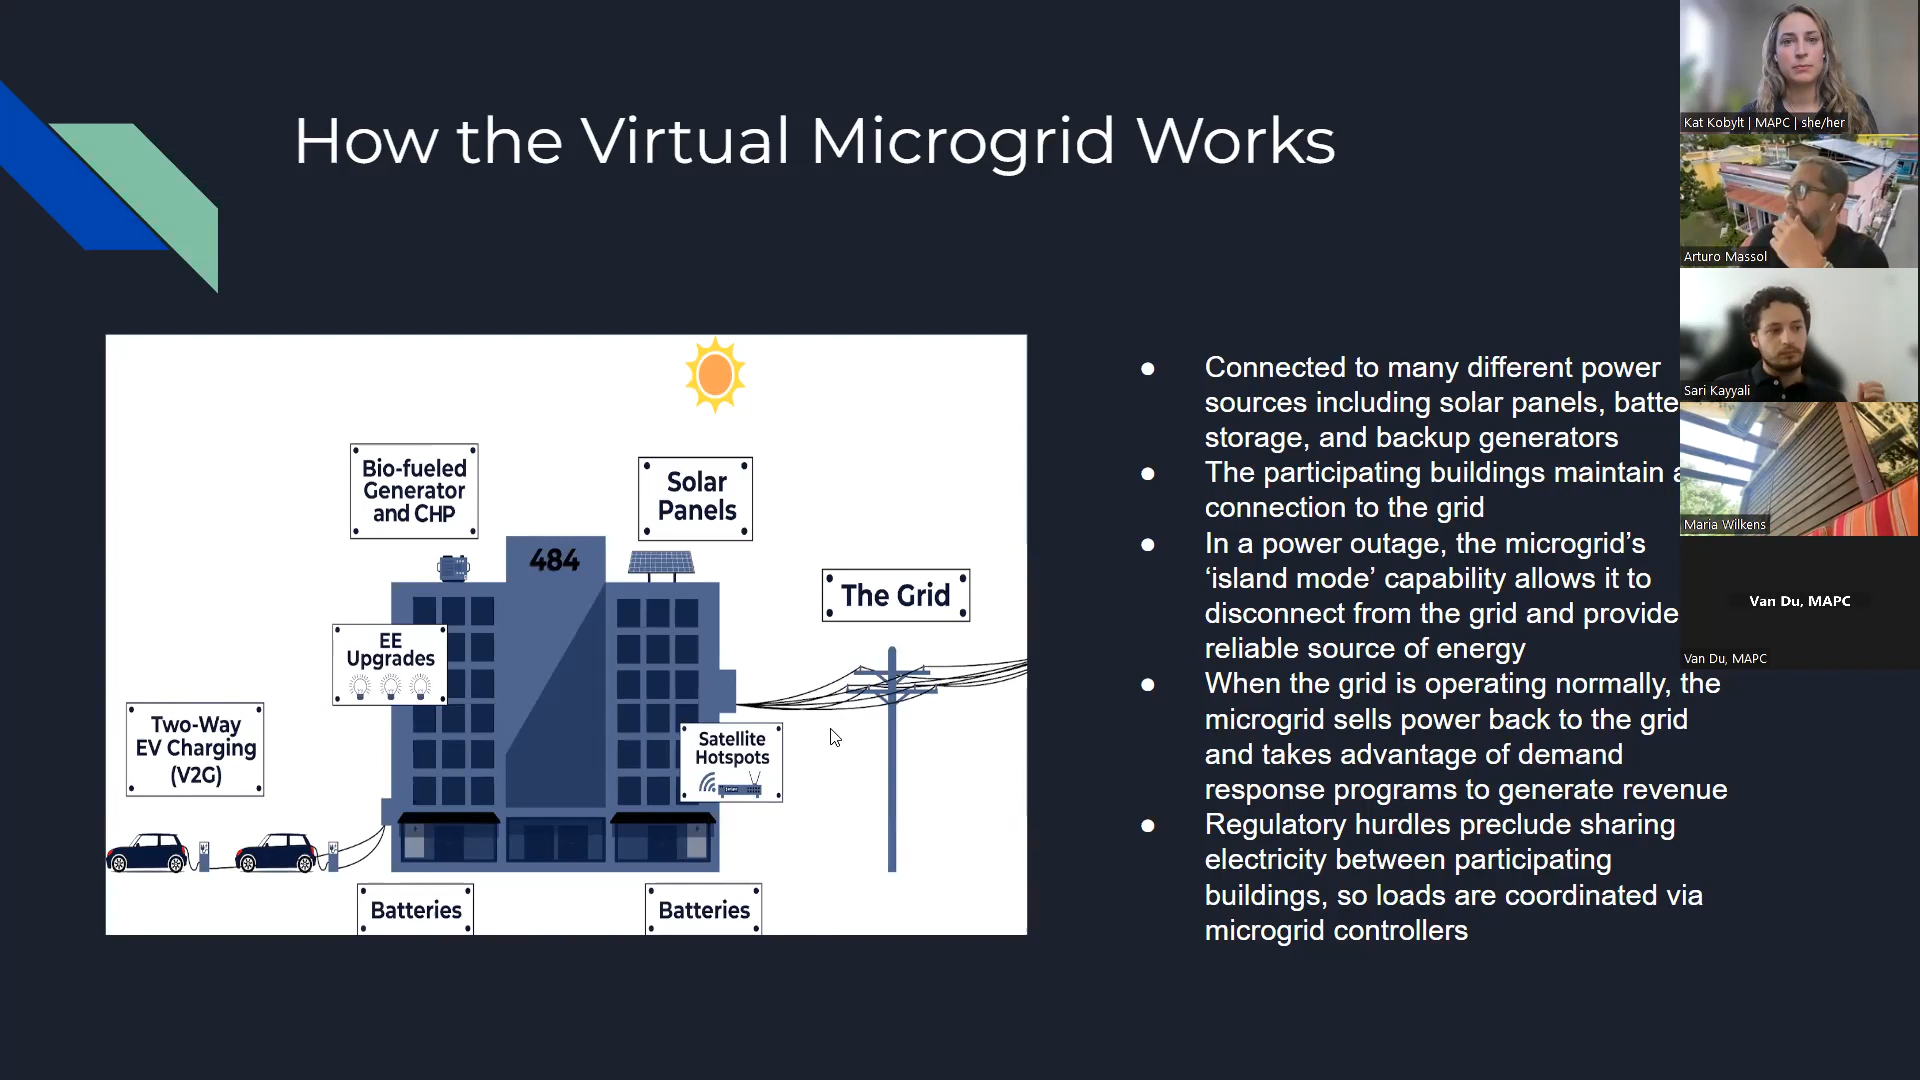 How the Virtual Microgrid Works
Bio-fueled
Generator
and CHP
Solar
Panels
484
The Grid
EE
Upgrades
Two-Way
EV Charging
(V2G)
Satellite
Hotspots
Batteries
Batteries
● Connected to many different power
sources including solar panels, batte
storage, and backup generators
● The participating buildings maintain a
connection to the grid
● In a power outage, the microgrid’s
‘island mode’ capability allows it to
disconnect from the grid and provide
reliable source of energy
● When the grid is operating normally, the
microgrid sells power back to the grid
and takes advantage of demand
response programs to generate revenue
● Regulatory hurdles preclude sharing
electricity between participating
buildings, so loads are coordinated via
microgrid controllers
Kat Kobylt | MAPC | she/her
Arturo Massol
Sari Kayyali
Maria Wilkens
Van Du, MAPC
Van Du, MAPC